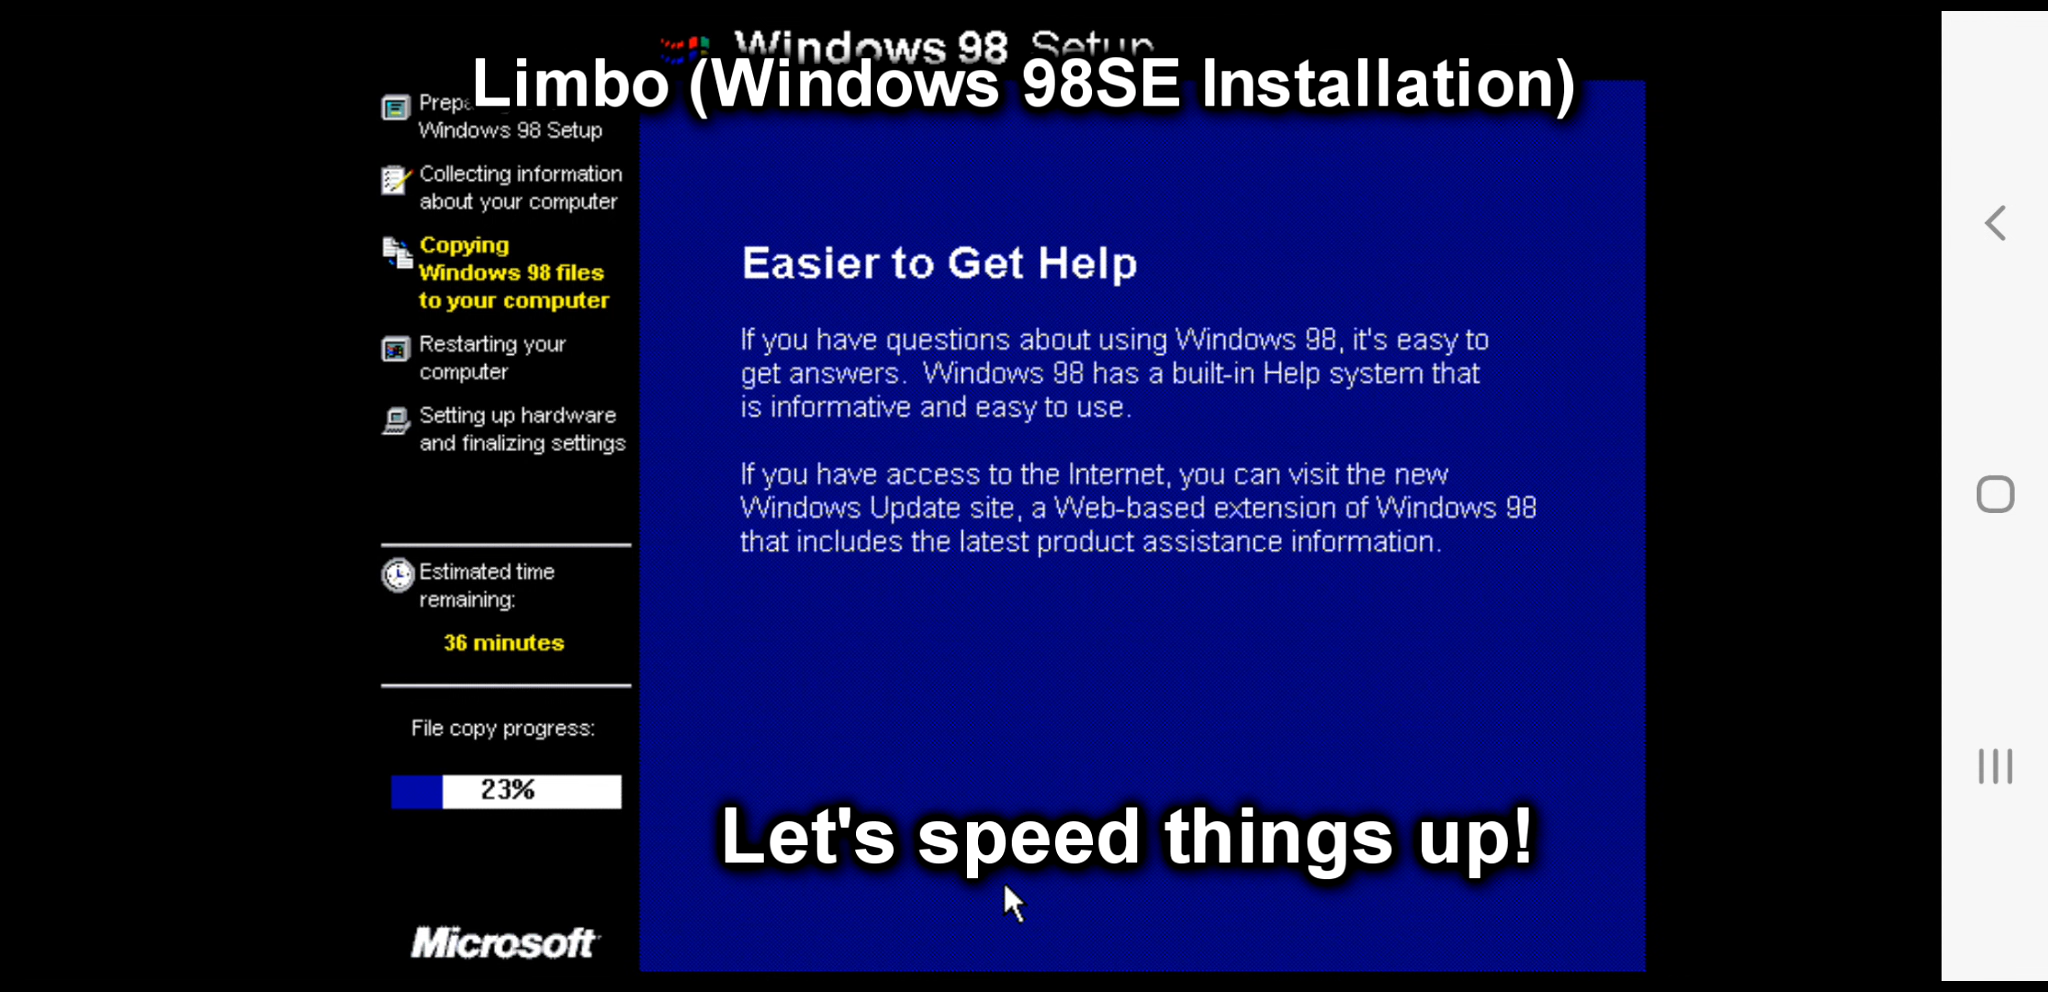 Windows 98 Setup
Limbo (Windows 98SE Installation)
Windows 98 Setup
Collecting information
about your computer
Copying
Windows 98 files
to your computer
Restarting your
computer
Setting up hardware
and finalizing settings
Estimated time
remaining:
36 minutes
File copy progress:
23%
Microsoft
Easier to Get Help
If you have questions about using Windows 98, it's easy to
get answers.  Windows 98 has a built-in Help system that
is informative and easy to use.
If you have access to the Internet, you can visit the new
Windows Update site, a Web-based extension of Windows 98
that includes the latest product assistance information.
Let's speed things up!